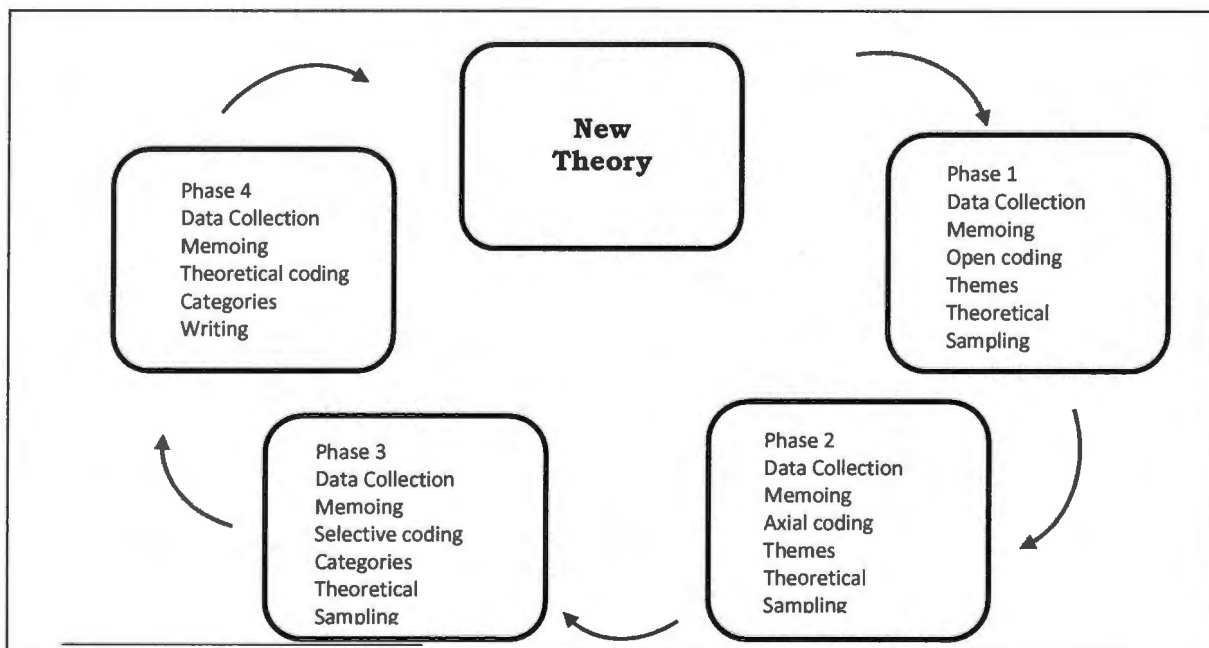 New
Theory
Phase 1
Data Collection
Memoing
Open coding
Themes
Theoretical
Sampling
Phase 2
Data Collection
Memoing
Axial coding
Themes
Theoretical
Sampling
Phase 3
Data Collection
Memoing
Selective coding
Categories
Theoretical
Sampling
Phase 4
Data Collection
Memoing
Theoretical coding
Categories
Writing